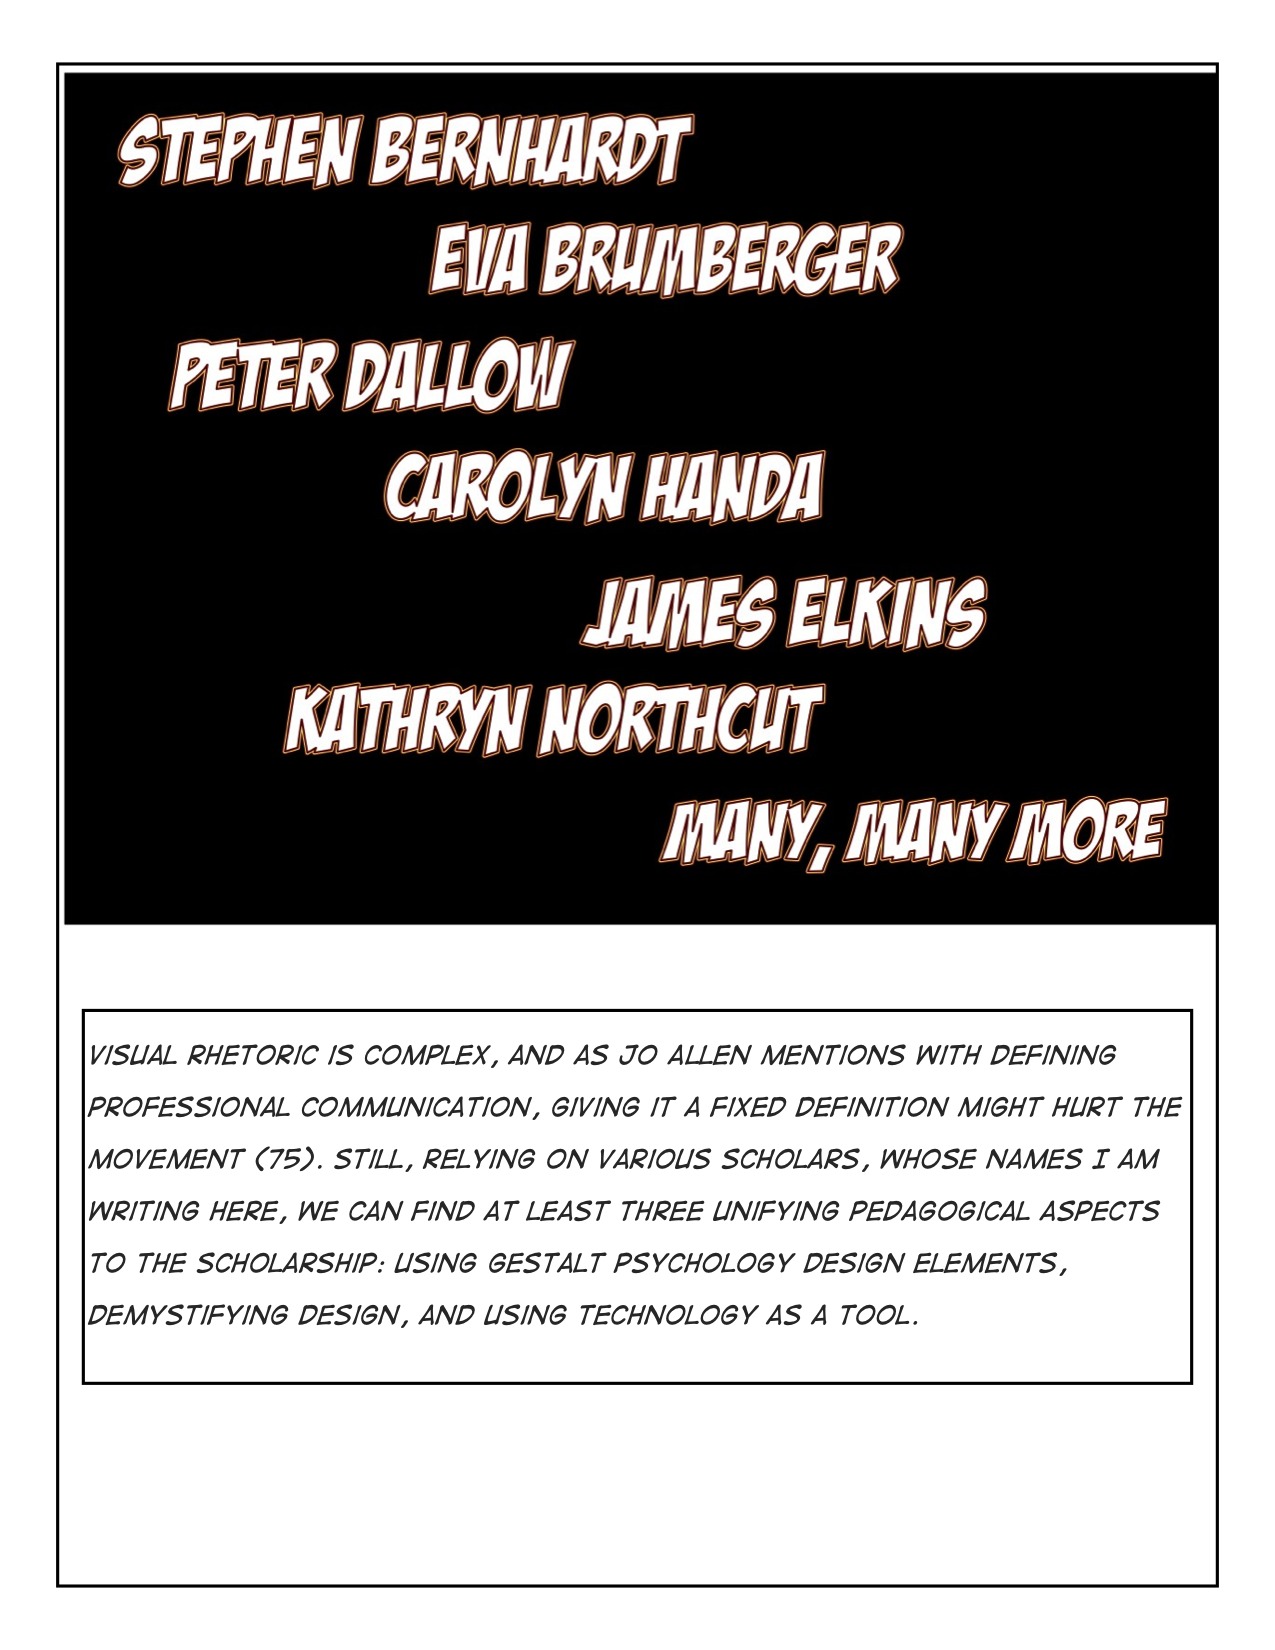 STEPHEN BERNHARDT
EVA BRUMBERGER
PETER DALLOW
CAROLYN HANDA
JAMES ELKINS
KATHRYN NORTHCUT
MANY, MANY MORE
VISUAL RHETORIC IS COMPLEX, AND AS JO ALLEN MENTIONS WITH DEFINING
PROFESSIONAL COMMUNICATION, GIVING IT A FIXED DEFINITION MIGHT HURT THE
MOVEMENT (75). STILL, RELYING ON VARIOUS SCHOLARS, WHOSE NAMES I AM
WRITING HERE, WE CAN FIND AT LEAST THREE UNIFYING PEDAGOGICAL ASPECTS
TO THE SCHOLARSHIP: USING GESTALT PSYCHOLOGY DESIGN ELEMENTS,
DEMYSTIFYING DESIGN, AND USING TECHNOLOGY AS A TOOL.